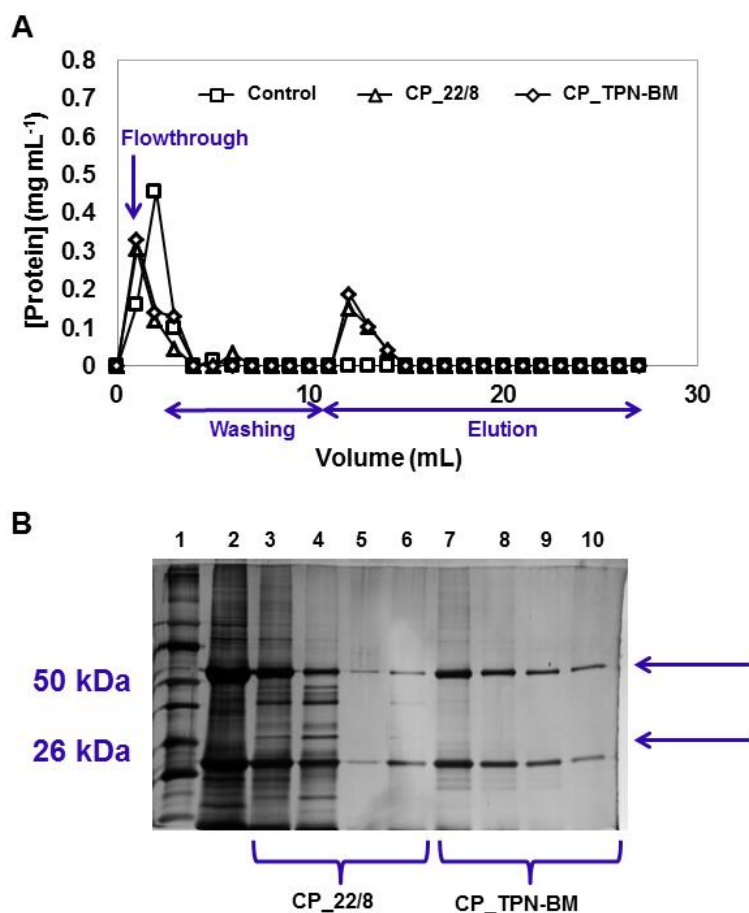 A
0.8
0.7
0.6
0.5
0.4
0.3
0.2
0.1
0
[Protein] (mg mL-1)
Control CP_22/8 CP_TPN-BM
Flowthrough
0 10 20 30
Washing Elution
Volume (mL)
B
1 2 3 4 5 6 7 8 9 10
50 kDa
26 kDa
CP_22/8 CP_TPN-BM